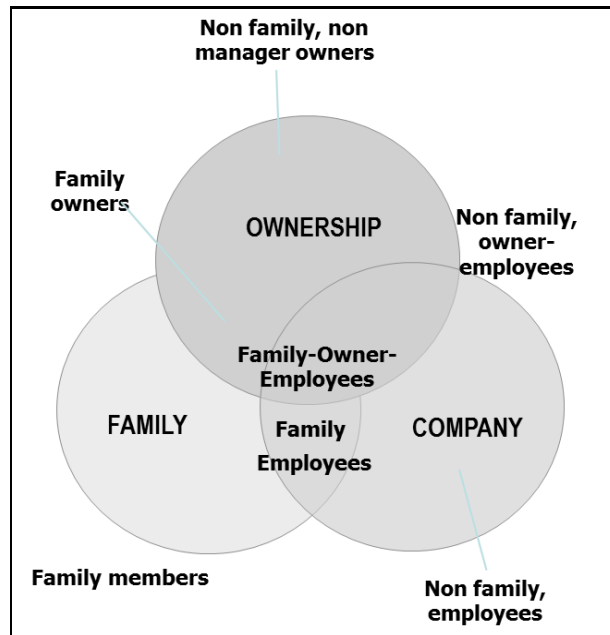 Non family, non
manager owners
Family
owners
OWNERSHIP
Non family,
owner-
employees
Family-Owner-
Employees
FAMILY
Family
Employees
COMPANY
Family members
Non family,
employees